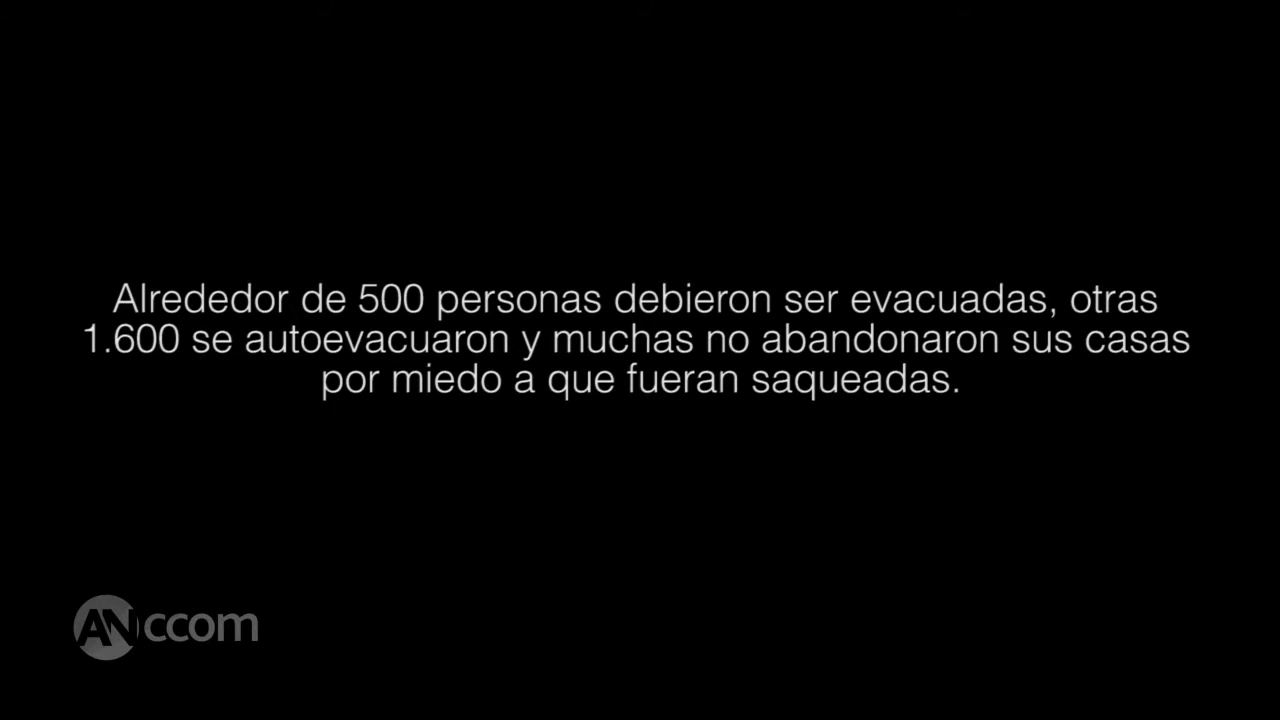 Alrededor de 500 personas debieron ser evacuadas, otras
1.600 se autoevacuaron y muchas no abandonaron sus casas
por miedo a que fueran saqueadas.
ANccom